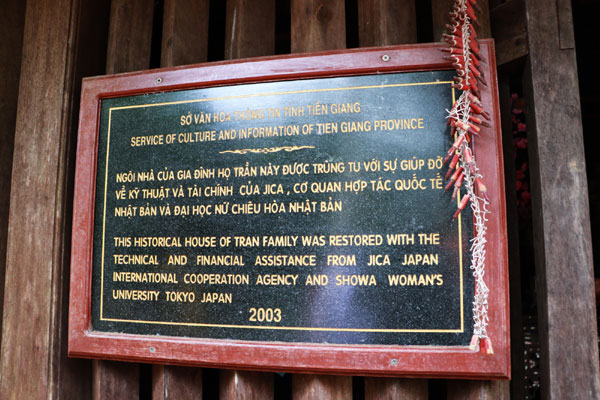 SỞ VĂN HÓA THÔNG TIN TỈNH TIỀN GIANG
SERVICE OF CULTURE AND INFORMATION OF TIEN GIANG PROVINCE
NGÔI NHÀ CỦA GIA ĐÌNH HỌ TRẦN NÀY ĐƯỢC TRÙNG TU VỚI SỰ GIÚP ĐỠ
VỀ KỸ THUẬT VÀ TÀI CHÍNH CỦA JICA , CƠ QUAN HỢP TÁC QUỐC TẾ
NHẬT BẢN VÀ ĐẠI HỌC NỮ CHIÊU HÒA NHẬT BẢN
THIS HISTORICAL HOUSE OF TRAN FAMILY WAS RESTORED WITH THE
TECHNICAL AND FINANCIAL ASSISTANCE FROM JICA JAPAN
INTERNATIONAL COOPERATION AGENCY AND SHOWA WOMAN'S
UNIVERSITY TOKYO JAPAN
2003